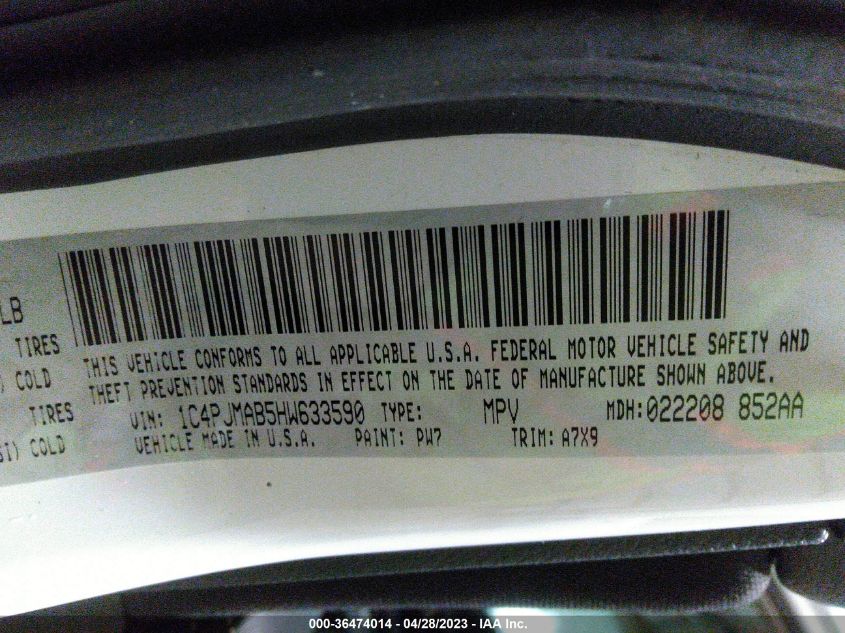 LB
TIRES
) COLD
TIRES
SI) COLD
THIS VEHICLE CONFORMS TO ALL APPLICABLE U.S.A. FEDERAL MOTOR VEHICLE SAFETY AND
THEFT PREVENTION STANDARDS IN EFFECT ON THE DATE OF MANUFACTURE SHOWN ABOVE.
VIN: 1C4PJMAB5HW633590 TYPE: MPV MDH:022208 852AA
VEHICLE MADE IN U.S.A. PAINT: PW7 TRIM: A7X9
000-36474014 - 04/28/2023 - IAA Inc.